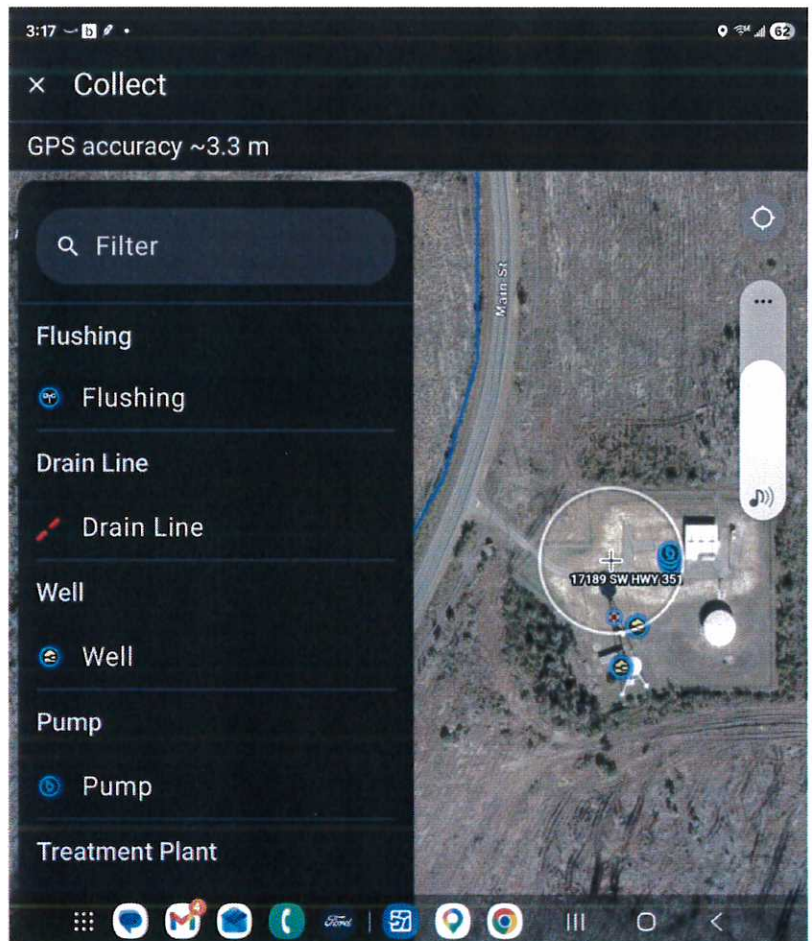 3:17
62
Collect
GPS accuracy ~3.3 m
Filter
Main St
Flushing
Flushing
Drain Line
Drain Line
17189 SW HWY 351
Well
Well
Pump
Pump
Treatment Plant
4
Ford